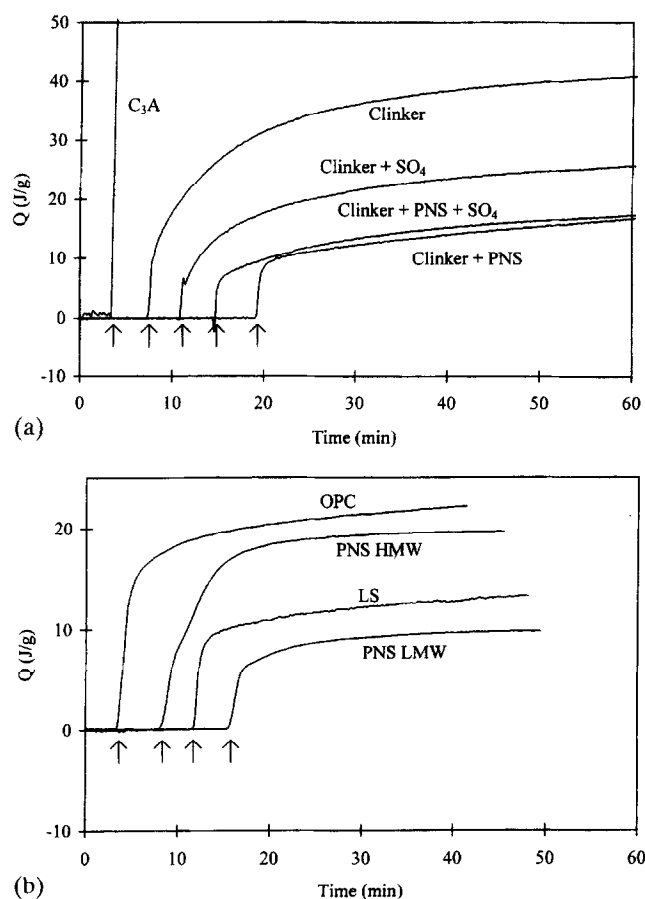 50
40
30
20
10
0
-10
Q (J/g)
C₃A
Clinker
Clinker + SO₄
Clinker + PNS + SO₄
Clinker + PNS
0 10 20 30 40 50 60
Time (min)
(a)
20
10
0
-10
Q (J/g)
OPC
PNS HMW
LS
PNS LMW
0 10 20 30 40 50 60
Time (min)
(b)